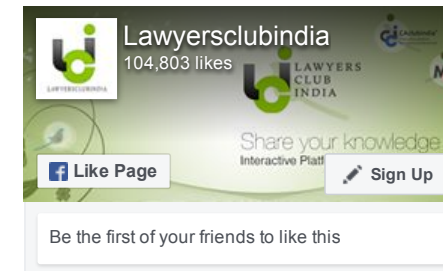 Lawyersclubindia
104,803 likes
LAWYERS
CLUB
INDIA
LAWYERSCLUBINDIA
Share your knowledge
Interactive Platf
Like Page
Sign Up
Be the first of your friends to like this